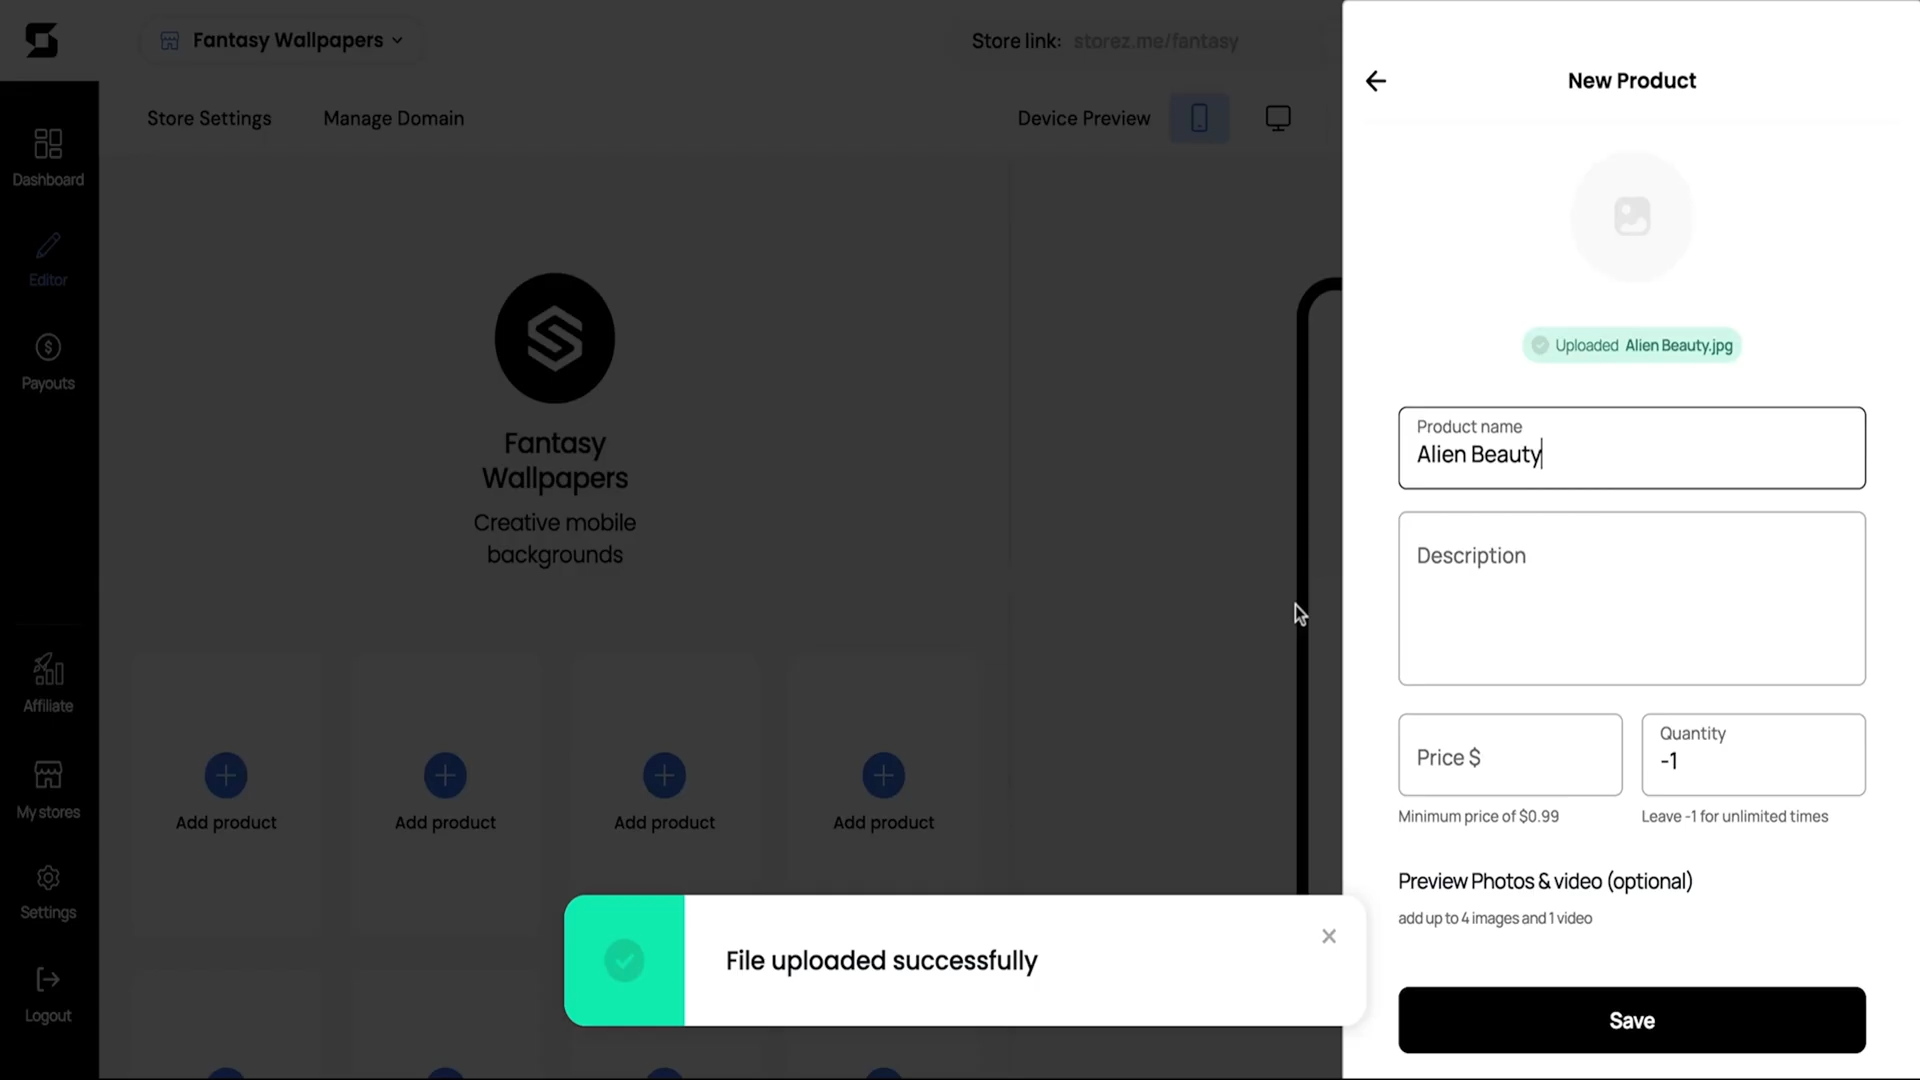 Fantasy Wallpapers
Store link: storez.me/fantasy
Store Settings
Manage Domain
Device Preview
Dashboard
Editor
Payouts
Affiliate
My stores
Settings
Logout
Fantasy
Wallpapers
Creative mobile
backgrounds
Add product
Add product
Add product
Add product
File uploaded successfully
New Product
Uploaded Alien Beauty.jpg
Product name
Alien Beauty
Description
Price $
Quantity
-1
Minimum price of $0.99
Leave -1 for unlimited times
Preview Photos & video (optional)
add up to 4 images and 1 video
Save